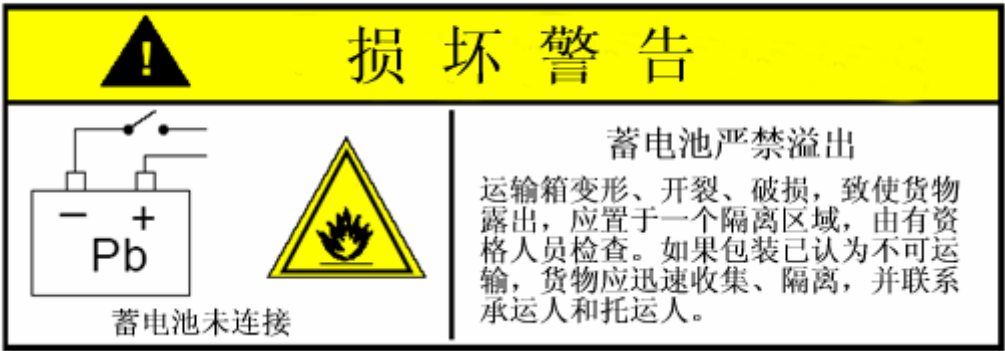 !
损坏警告
蓄电池严禁溢出
运输箱变形、开裂、破损，致使货物
露出，应置于一个隔离区域，由有资
格人员检查。如果包装已认为不可运
输，货物应迅速收集、隔离，并联系
承运人和托运人。
− +
Pb
蓄电池未连接